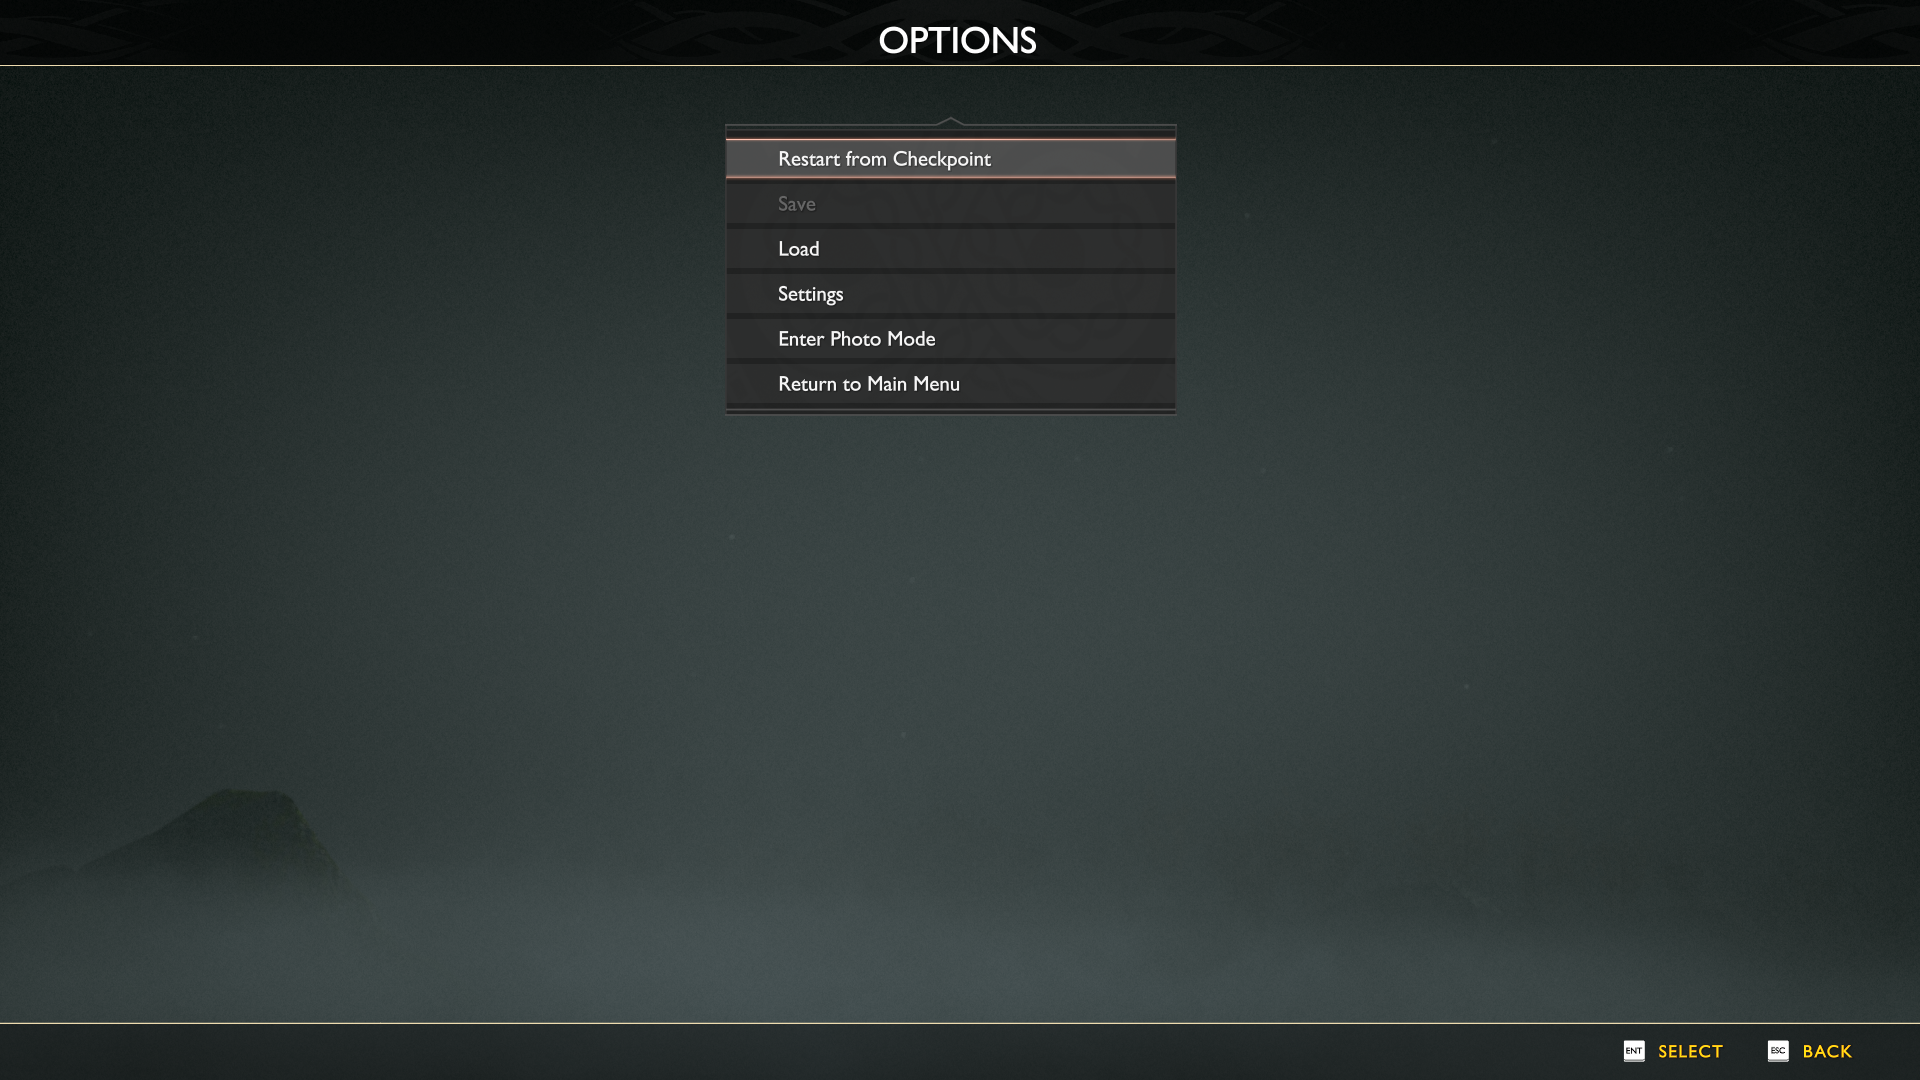 OPTIONS
Restart from Checkpoint
Save
Load
Settings
Enter Photo Mode
Return to Main Menu
ENT SELECT ESC BACK